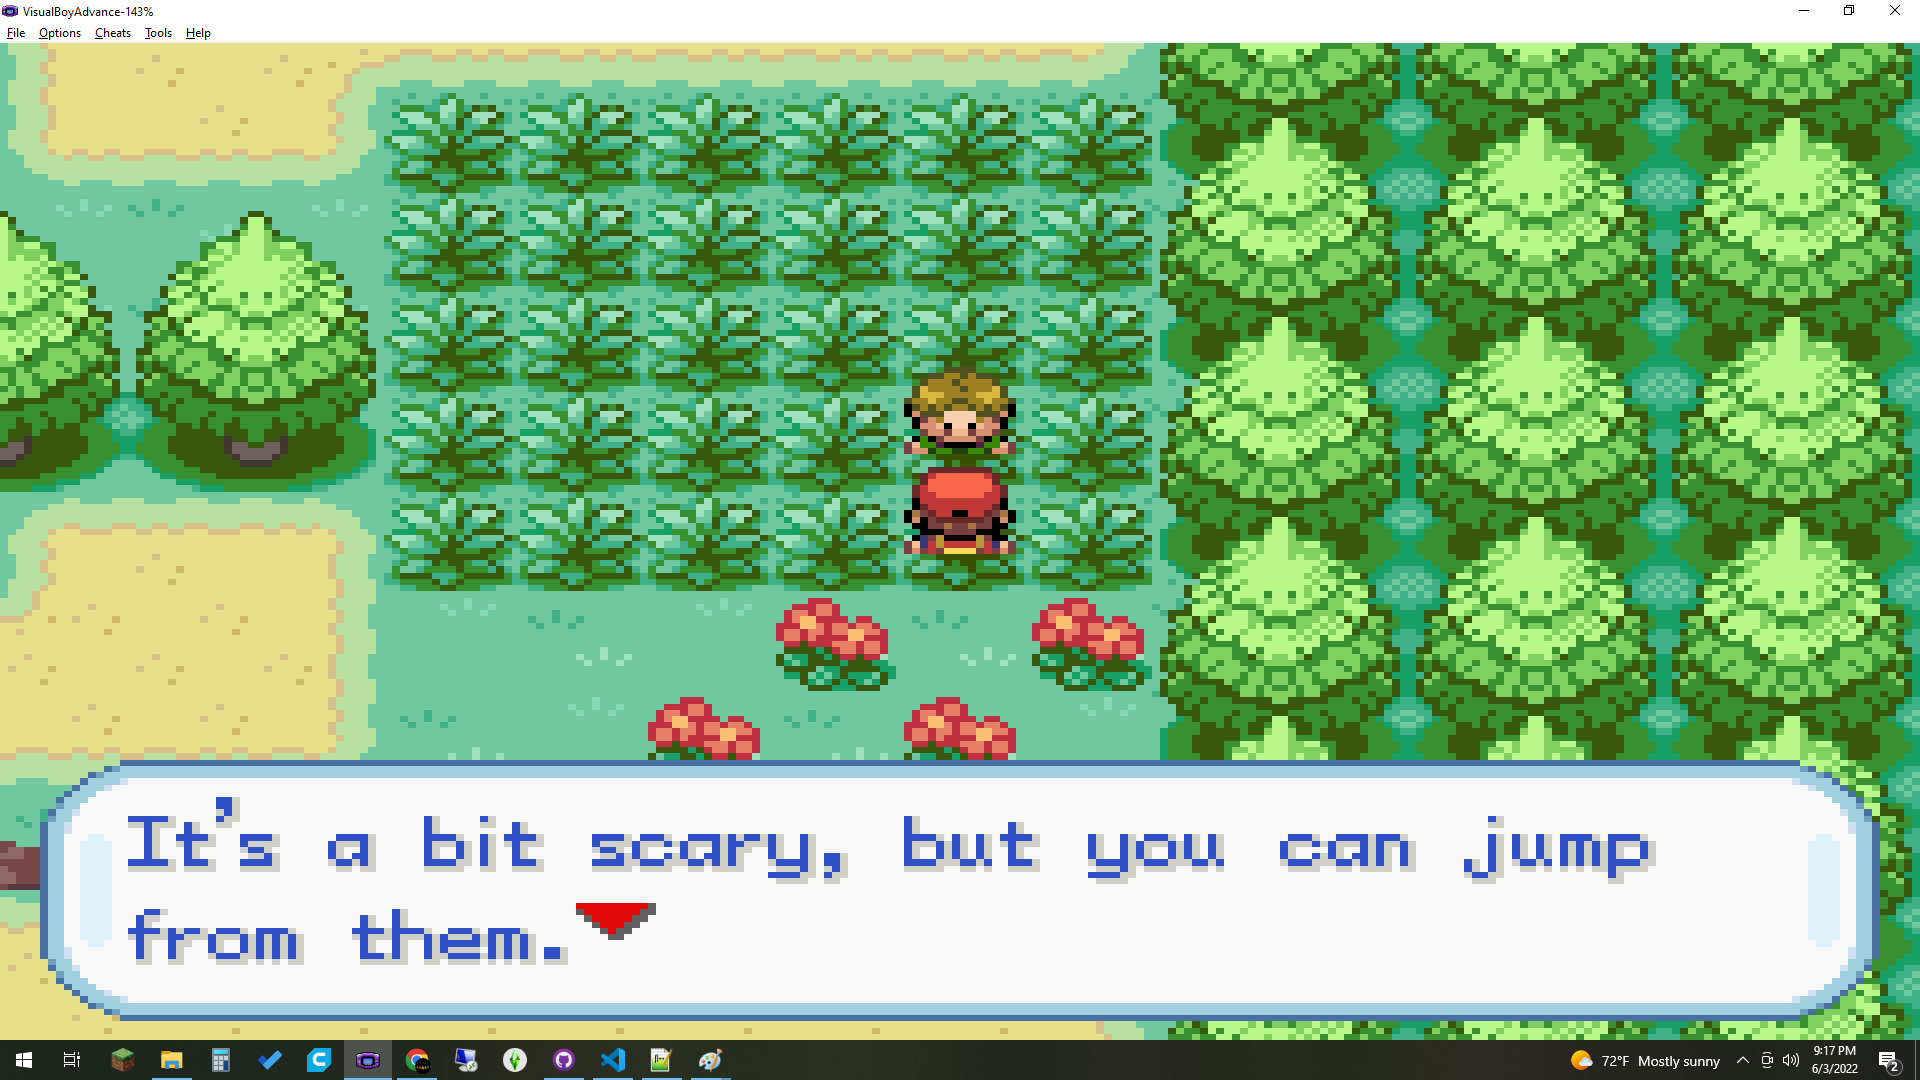 VisualBoyAdvance-143%
File Options Cheats Tools Help
It's a bit scary, but you can jump
from them.
72°F Mostly sunny
9:17 PM
6/3/2022
2